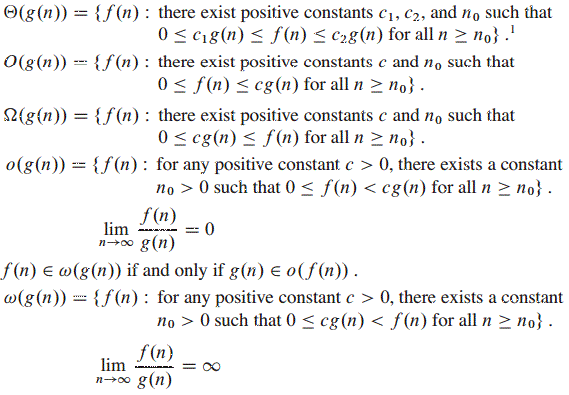 Θ(g(n)) = {f(n) : there exist positive constants c₁, c₂, and n₀ such that
0 ≤ c₁g(n) ≤ f(n) ≤ c₂g(n) for all n ≥ n₀} .¹
O(g(n)) = {f(n) : there exist positive constants c and n₀ such that
0 ≤ f(n) ≤ cg(n) for all n ≥ n₀} .
Ω(g(n)) = {f(n) : there exist positive constants c and n₀ such that
0 ≤ cg(n) ≤ f(n) for all n ≥ n₀} .
o(g(n)) = {f(n) : for any positive constant c > 0, there exists a constant
n₀ > 0 such that 0 ≤ f(n) < cg(n) for all n ≥ n₀} .
lim n→∞ f(n)/g(n) = 0
f(n) ∈ ω(g(n)) if and only if g(n) ∈ o(f(n)) .
ω(g(n)) = {f(n) : for any positive constant c > 0, there exists a constant
n₀ > 0 such that 0 ≤ cg(n) < f(n) for all n ≥ n₀} .
lim n→∞ f(n)/g(n) = ∞